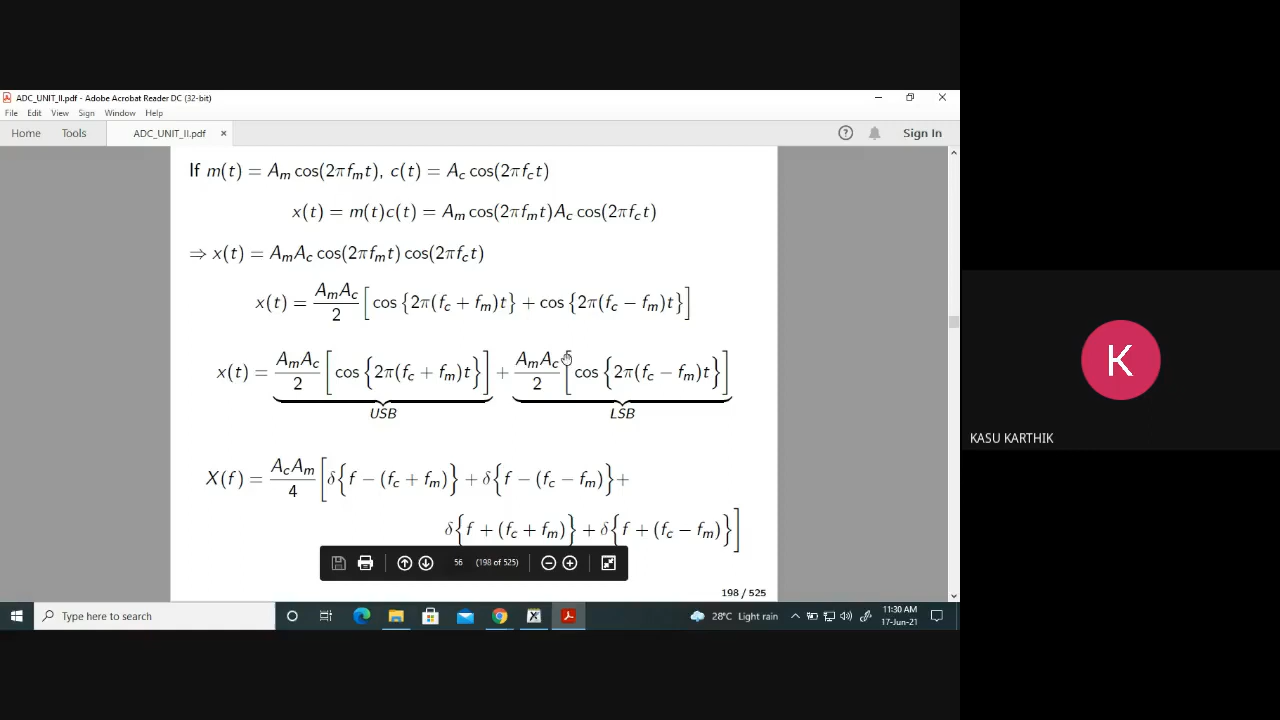 ADC_UNIT_II.pdf - Adobe Acrobat Reader DC (32-bit)
File Edit View Sign Window Help
Home Tools ADC_UNIT_II.pdf × Sign In
If m(t) = A_m cos(2πf_m t), c(t) = A_c cos(2πf_c t)
x(t) = m(t)c(t) = A_m cos(2πf_m t)A_c cos(2πf_c t)
⇒ x(t) = A_m A_c cos(2πf_m t) cos(2πf_c t)
x(t) = A_m A_c / 2 [ cos {2π(f_c + f_m)t} + cos {2π(f_c − f_m)t} ]
x(t) = A_m A_c / 2 [ cos {2π(f_c + f_m)t} ] + A_m A_c / 2 [ cos {2π(f_c − f_m)t} ]
USB LSB
X(f) = A_c A_m / 4 [ δ{f − (f_c + f_m)} + δ{f − (f_c − f_m)} +
δ{f + (f_c + f_m)} + δ{f + (f_c − f_m)} ]
56 (198 of 525)
198 / 525
K
KASU KARTHIK
Type here to search
28°C Light rain
11:30 AM
17-Jun-21